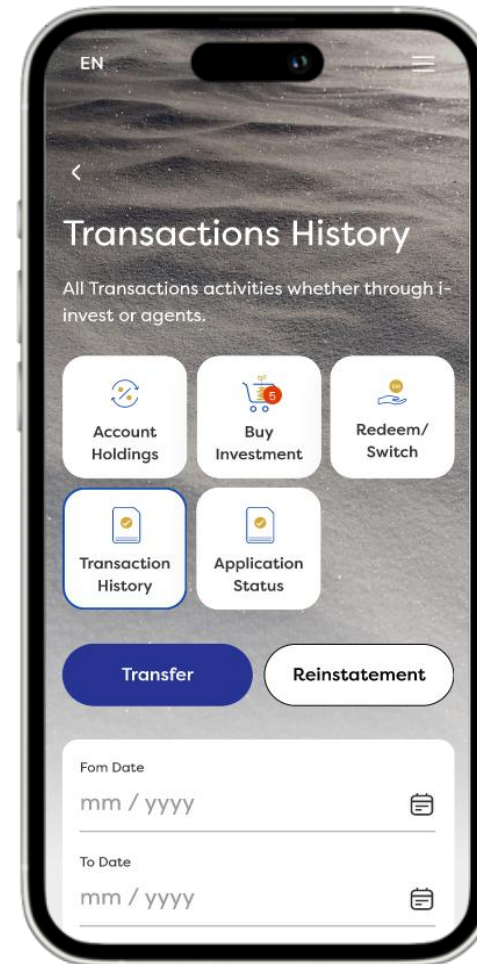 EN
Transactions History
All Transactions activities whether through i-
invest or agents.
5
Account
Holdings
Buy
Investment
RM
Redeem/
Switch
Transaction
History
Application
Status
Transfer
Reinstatement
Fom Date
mm / yyyy
To Date
mm / yyyy